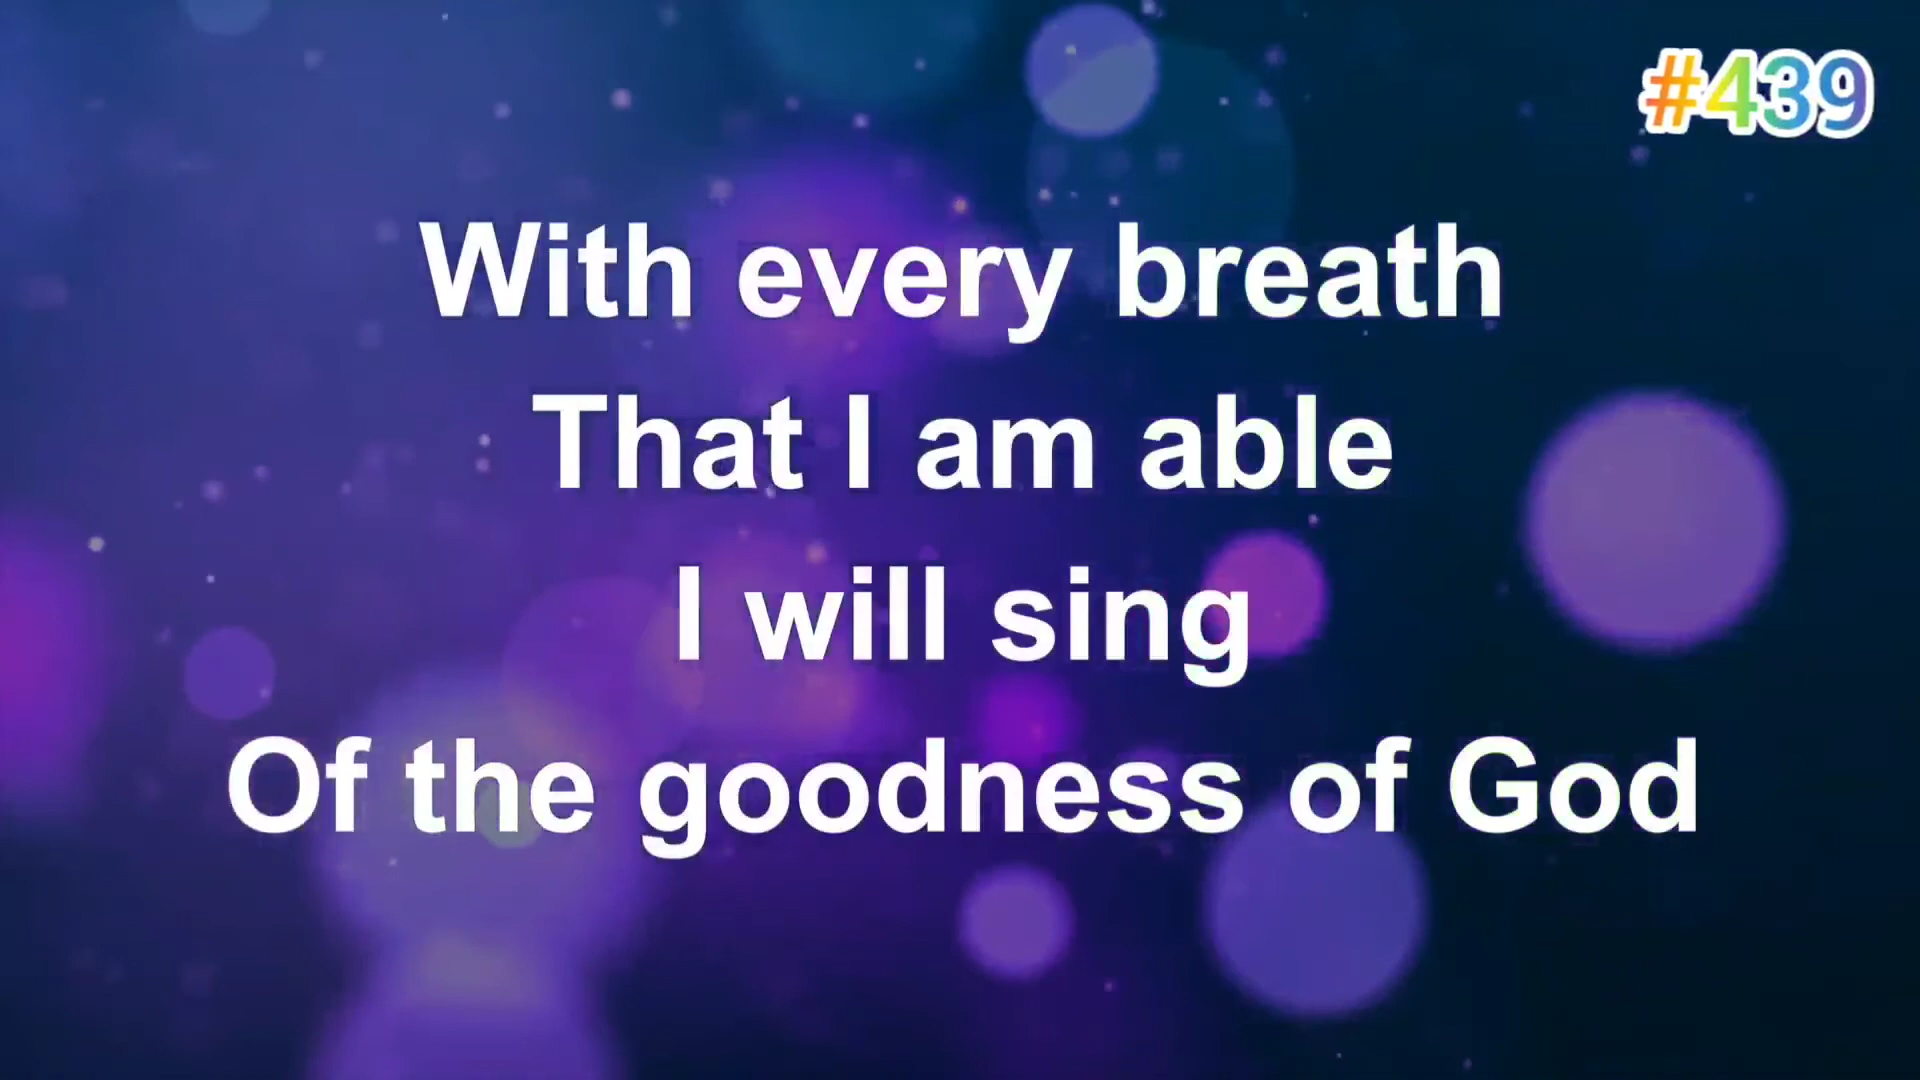 #439
With every breath
That I am able
I will sing
Of the goodness of God